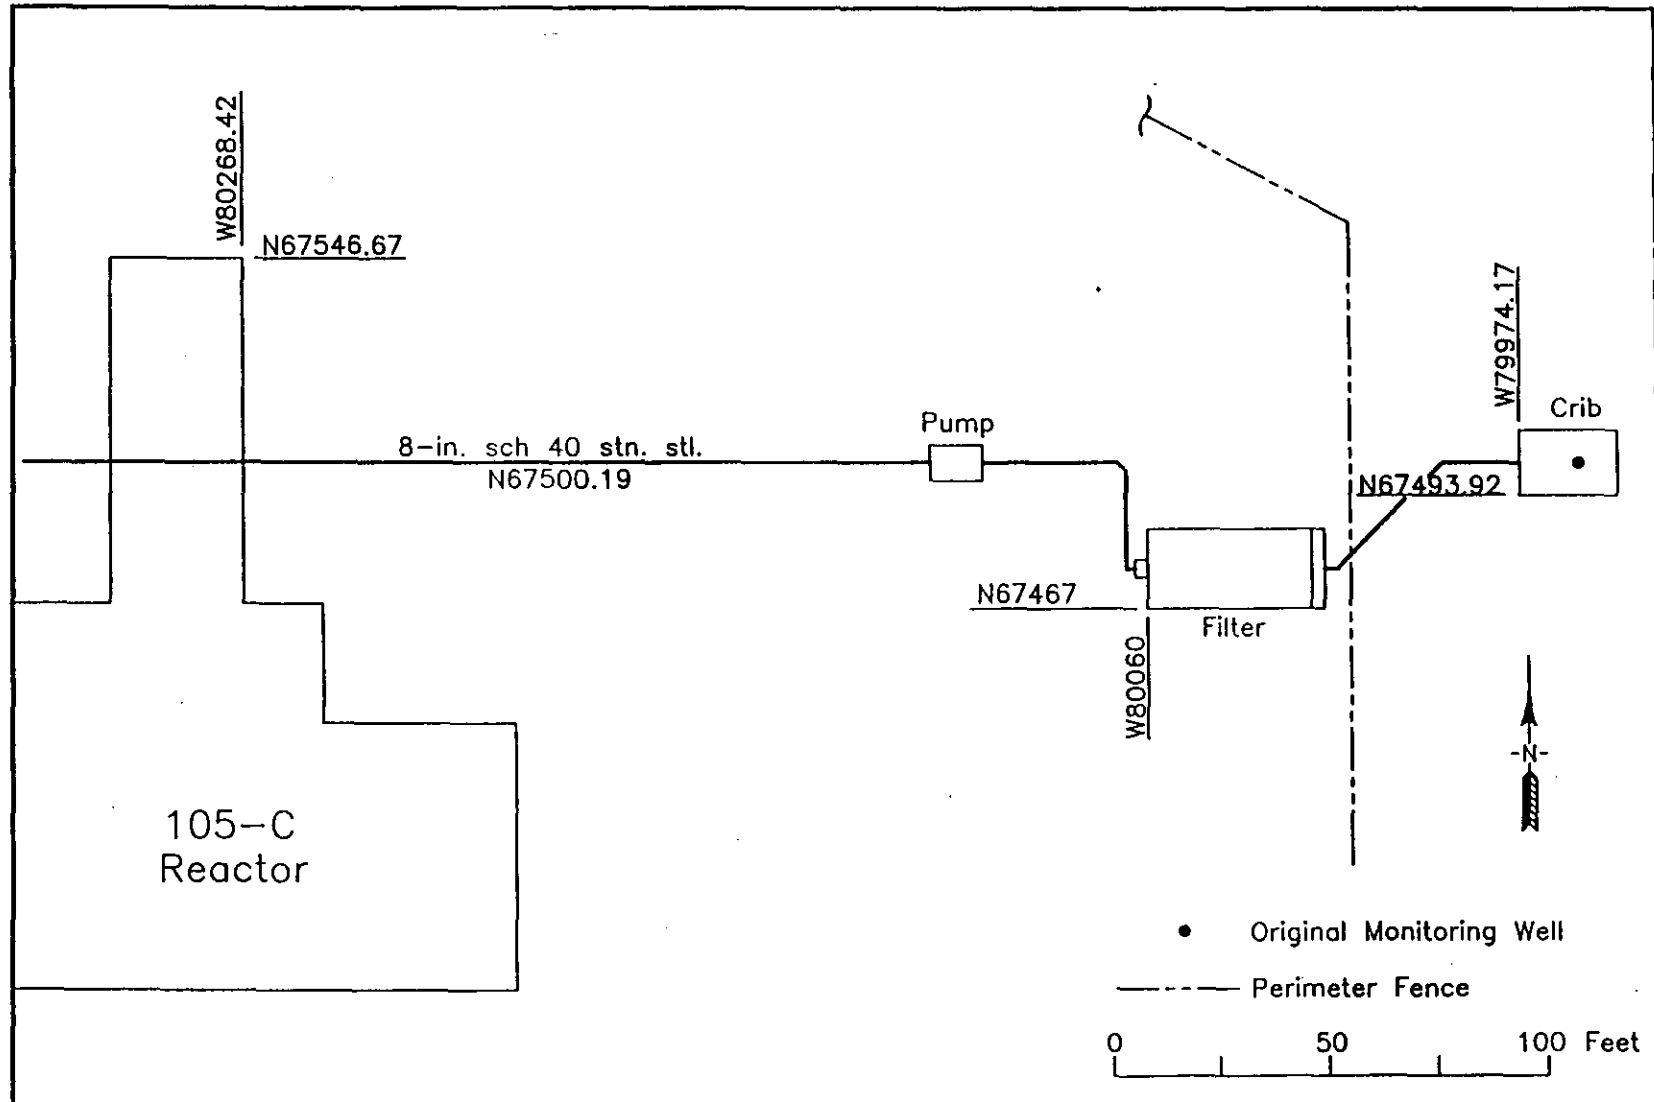 W80268.42
N67546.67
W79974.17
Crib
Pump
8-in. sch 40 stn. stl.
N67500.19
N67493.92
N67467
Filter
W80060
-N-
105-C
Reactor
Original Monitoring Well
Perimeter Fence
0 50 100 Feet